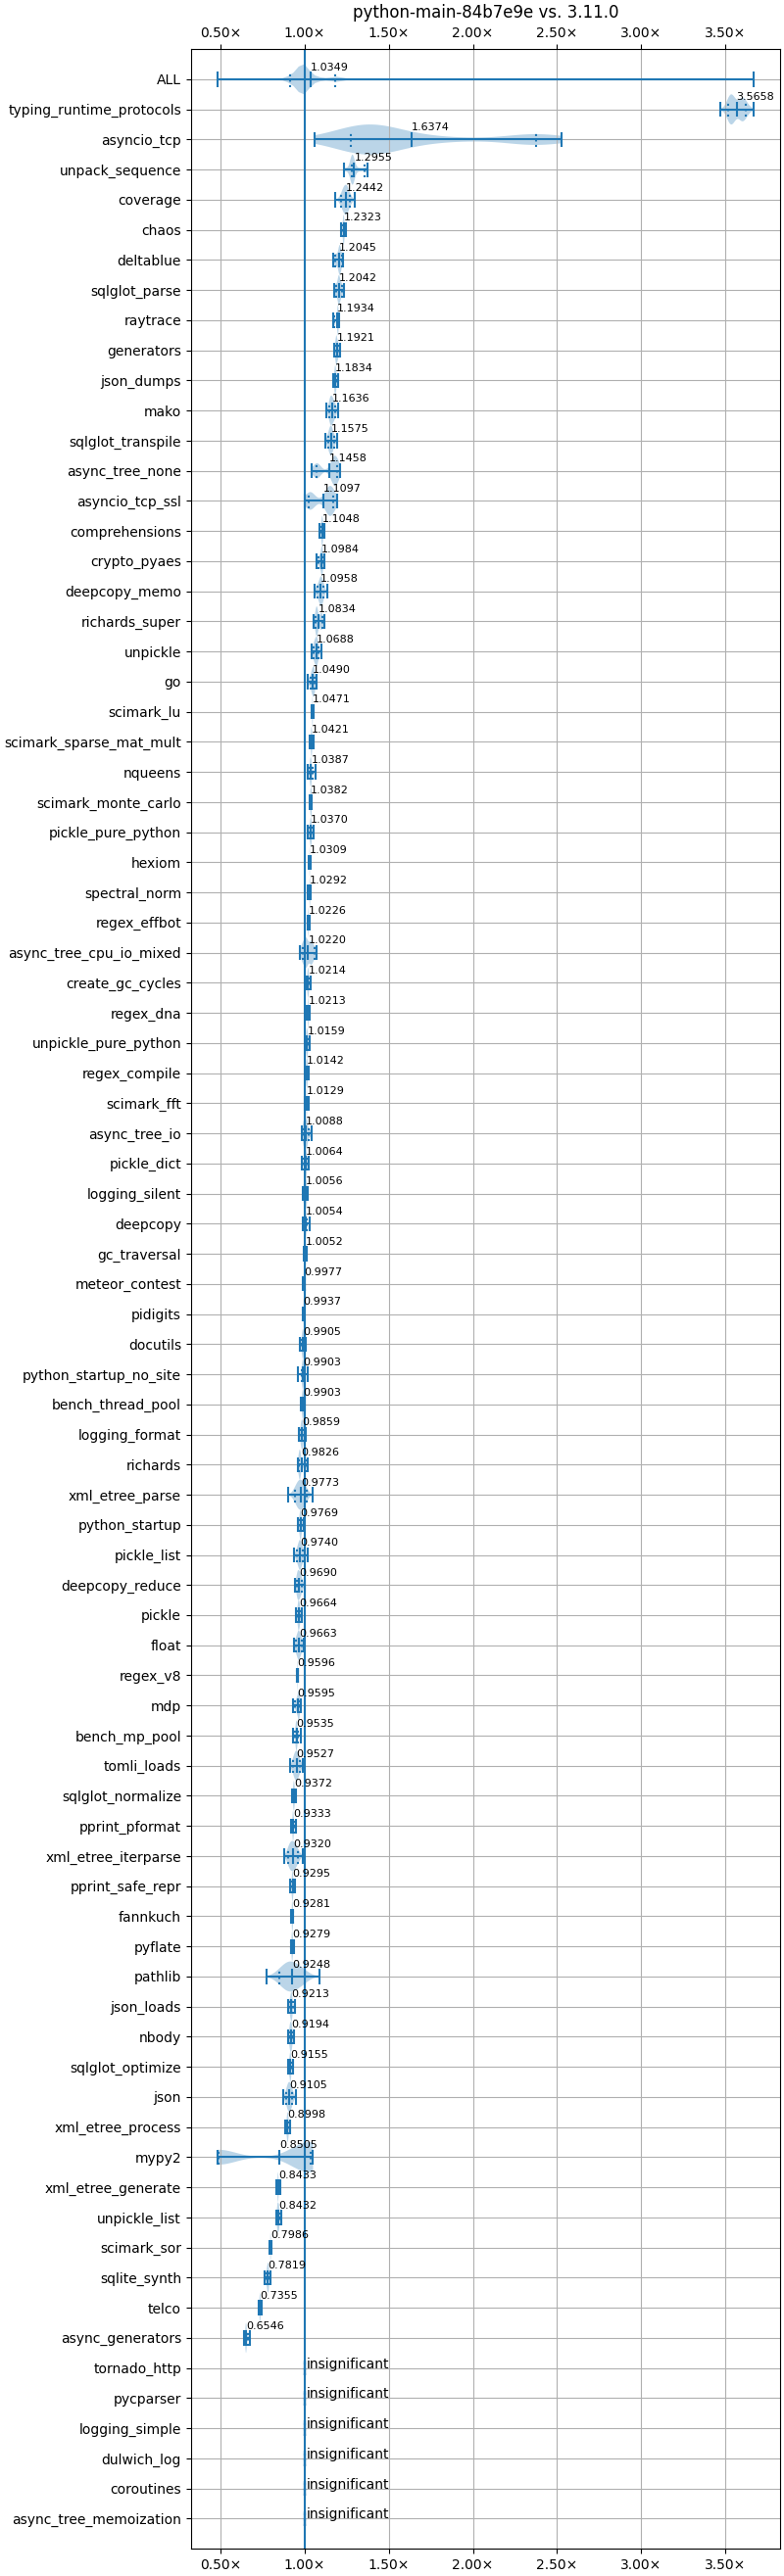 python-main-84b7e9e vs. 3.11.0
0.50× 1.00× 1.50× 2.00× 2.50× 3.00× 3.50×
ALL 1.0349
typing_runtime_protocols 3.5658
asyncio_tcp 1.6374
unpack_sequence 1.2955
coverage 1.2442
chaos 1.2323
deltablue 1.2045
sqlglot_parse 1.2042
raytrace 1.1934
generators 1.1921
json_dumps 1.1834
mako 1.1636
sqlglot_transpile 1.1575
async_tree_none 1.1458
asyncio_tcp_ssl 1.1097
comprehensions 1.1048
crypto_pyaes 1.0984
deepcopy_memo 1.0958
richards_super 1.0834
unpickle 1.0688
go 1.0490
scimark_lu 1.0471
scimark_sparse_mat_mult 1.0421
nqueens 1.0387
scimark_monte_carlo 1.0382
pickle_pure_python 1.0370
hexiom 1.0309
spectral_norm 1.0292
regex_effbot 1.0226
async_tree_cpu_io_mixed 1.0220
create_gc_cycles 1.0214
regex_dna 1.0213
unpickle_pure_python 1.0159
regex_compile 1.0142
scimark_fft 1.0129
async_tree_io 1.0088
pickle_dict 1.0064
logging_silent 1.0056
deepcopy 1.0054
gc_traversal 1.0052
meteor_contest 0.9977
pidigits 0.9937
docutils 0.9905
python_startup_no_site 0.9903
bench_thread_pool 0.9903
logging_format 0.9859
richards 0.9826
xml_etree_parse 0.9773
python_startup 0.9769
pickle_list 0.9740
deepcopy_reduce 0.9690
pickle 0.9664
float 0.9663
regex_v8 0.9596
mdp 0.9595
bench_mp_pool 0.9535
tomli_loads 0.9527
sqlglot_normalize 0.9372
pprint_pformat 0.9333
xml_etree_iterparse 0.9320
pprint_safe_repr 0.9295
fannkuch 0.9281
pyflate 0.9279
pathlib 0.9248
json_loads 0.9213
nbody 0.9194
sqlglot_optimize 0.9155
json 0.9105
xml_etree_process 0.8998
mypy2 0.8505
xml_etree_generate 0.8433
unpickle_list 0.8432
scimark_sor 0.7986
sqlite_synth 0.7819
telco 0.7355
async_generators 0.6546
tornado_http insignificant
pycparser insignificant
logging_simple insignificant
dulwich_log insignificant
coroutines insignificant
async_tree_memoization insignificant
0.50× 1.00× 1.50× 2.00× 2.50× 3.00× 3.50×